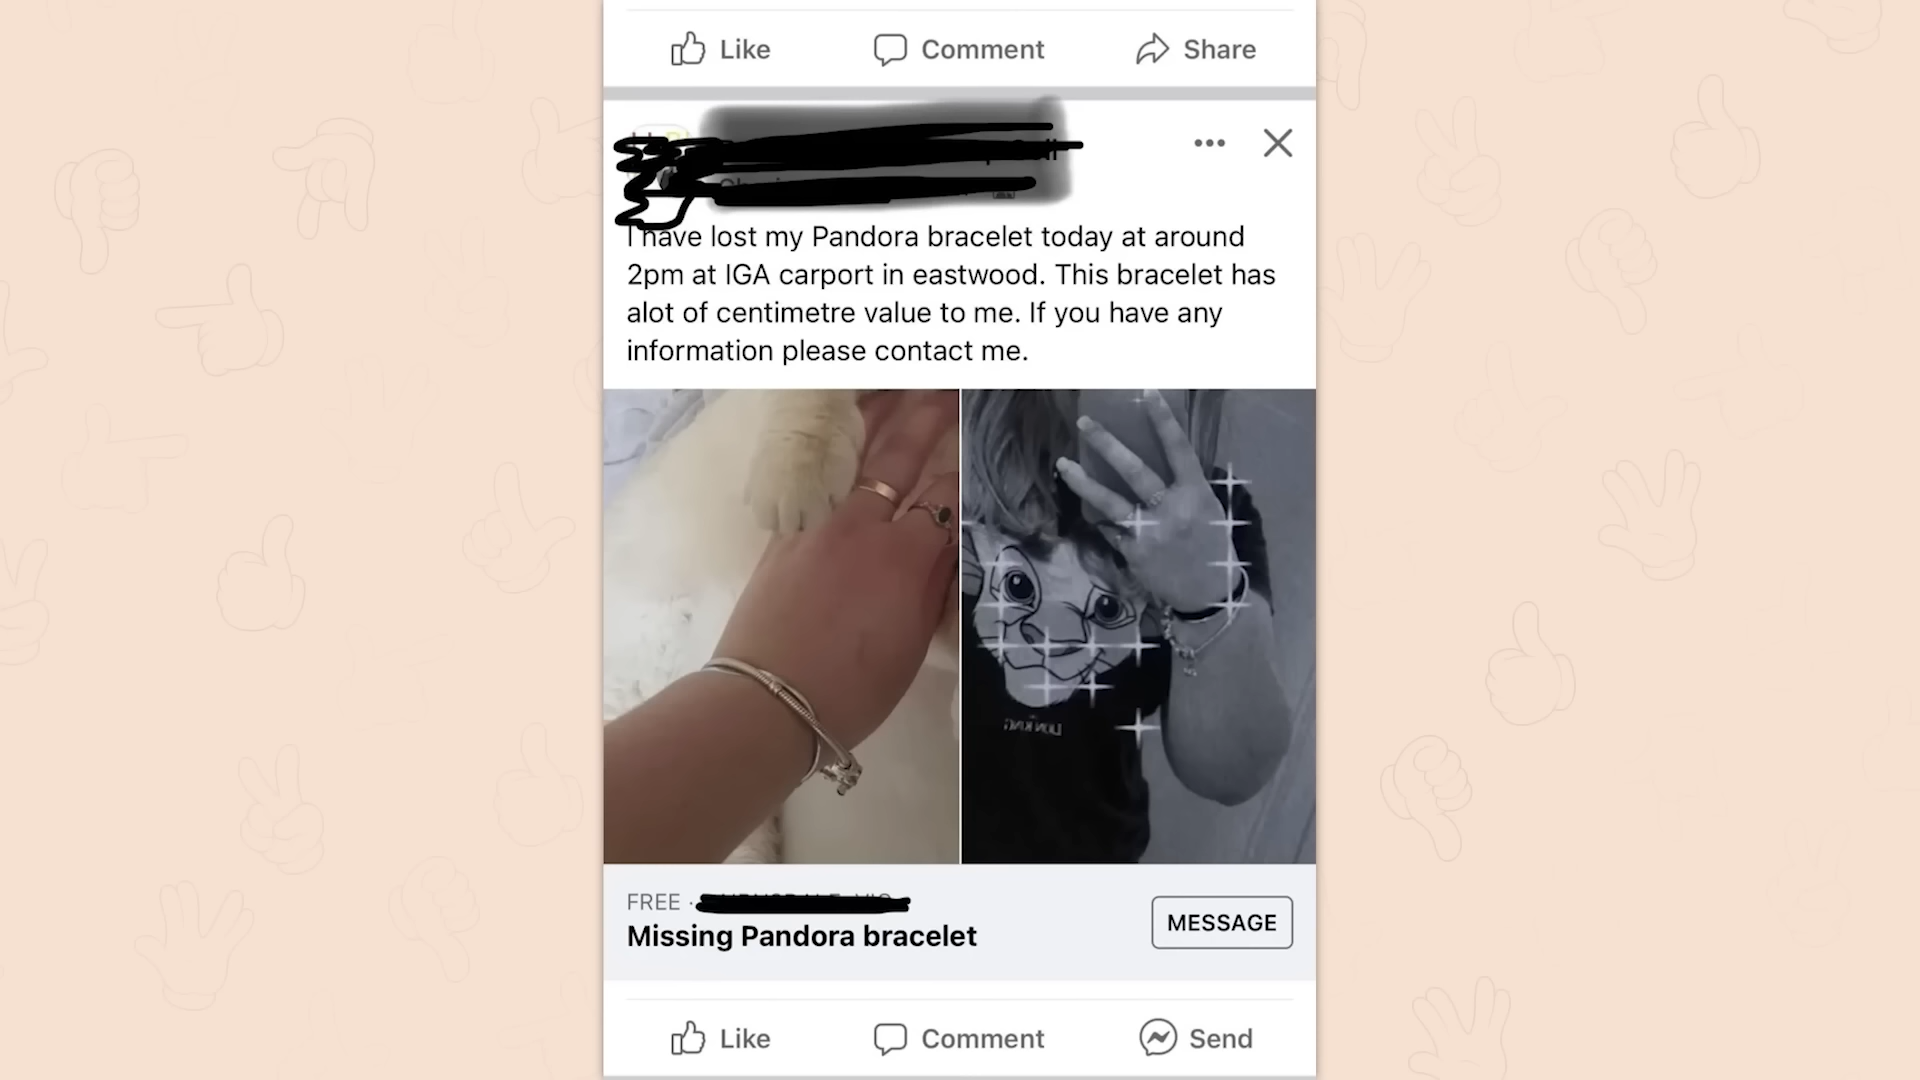 Like Comment Share
I have lost my Pandora bracelet today at around
2pm at IGA carport in eastwood. This bracelet has
alot of centimetre value to me. If you have any
information please contact me.
LION KING
FREE ·
Missing Pandora bracelet
MESSAGE
Like Comment Send